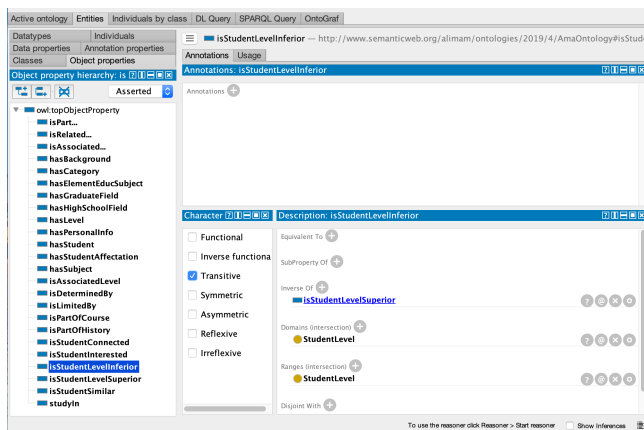 Active ontology Entities Individuals by class DL Query SPARQL Query OntoGraf
Datatypes Individuals
Data properties Annotation properties
Classes Object properties
Object property hierarchy: is
Asserted
owl:topObjectProperty
isPart...
isRelated...
isAssociated...
hasBackground
hasCategory
hasElementEducSubject
hasGraduateField
hasHighSchoolField
hasLevel
hasPersonalInfo
hasStudent
hasStudentAffectation
hasSubject
isAssociatedLevel
isDeterminedBy
isLimitedBy
isPartOfCourse
isPartOfHistory
isStudentConnected
isStudentInterested
isStudentLevelInferior
isStudentLevelSuperior
isStudentSimilar
studyIn
isStudentLevelInferior — http://www.semanticweb.org/alimam/ontologies/2019/4/AmaOntology#isStude
Annotations Usage
Annotations: isStudentLevelInferior
Annotations
Character
Functional
Inverse functiona
Transitive
Symmetric
Asymmetric
Reflexive
Irreflexive
Description: isStudentLevelInferior
Equivalent To
SubProperty Of
Inverse Of
isStudentLevelSuperior
Domains (intersection)
StudentLevel
Ranges (intersection)
StudentLevel
Disjoint With
To use the reasoner click Reasoner > Start reasoner Show Inferences